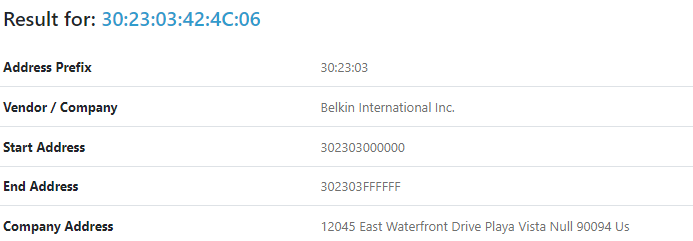 Result for: 30:23:03:42:4C:06
Address Prefix 30:23:03
Vendor / Company Belkin International Inc.
Start Address 302303000000
End Address 302303FFFFFF
Company Address 12045 East Waterfront Drive Playa Vista Null 90094 Us